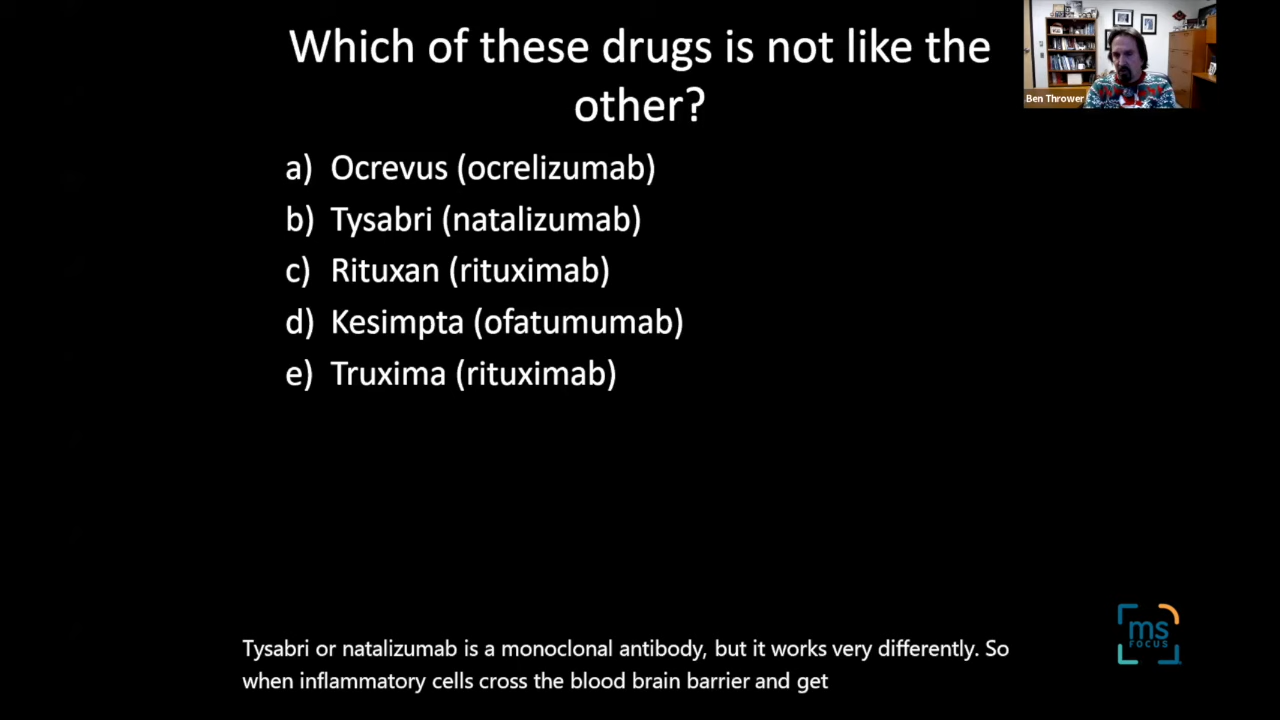 Which of these drugs is not like the
other?
Ben Thrower
a) Ocrevus (ocrelizumab)
b) Tysabri (natalizumab)
c) Rituxan (rituximab)
d) Kesimpta (ofatumumab)
e) Truxima (rituximab)
ms
FOCUS
Tysabri or natalizumab is a monoclonal antibody, but it works very differently. So
when inflammatory cells cross the blood brain barrier and get